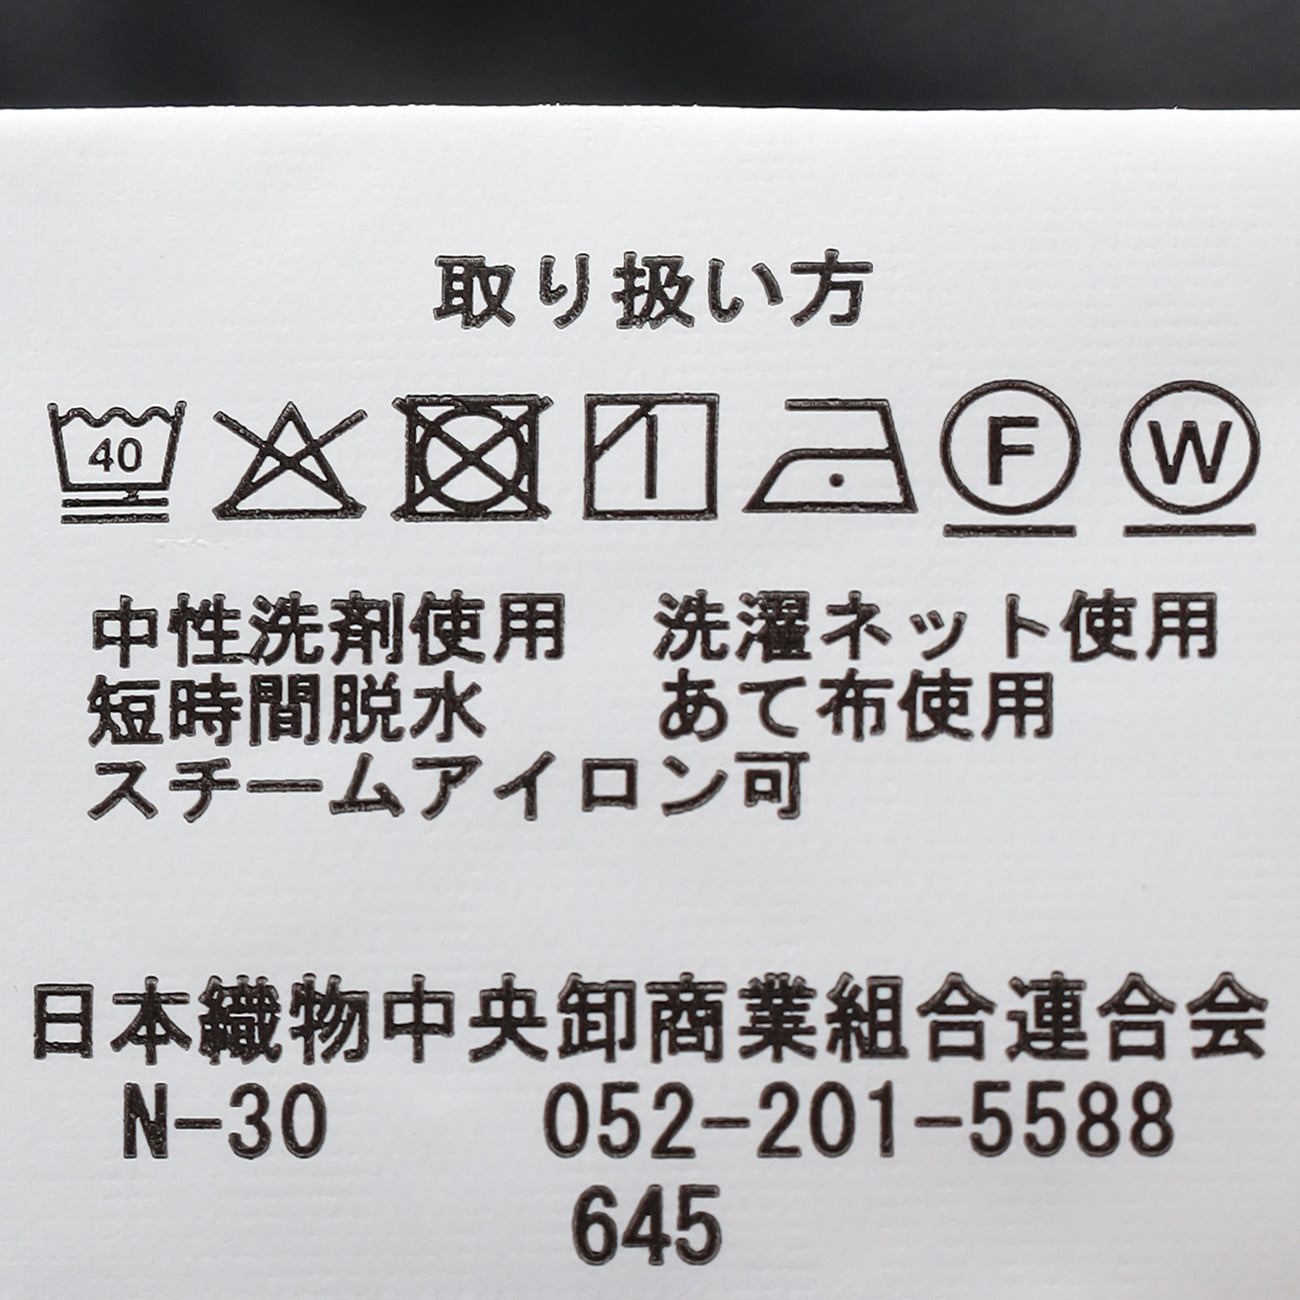 取り扱い方
40 F W
中性洗剤使用 洗濯ネット使用
短時間脱水 あて布使用
スチームアイロン可
日本織物中央卸商業組合連合会
N-30 052-201-5588
645